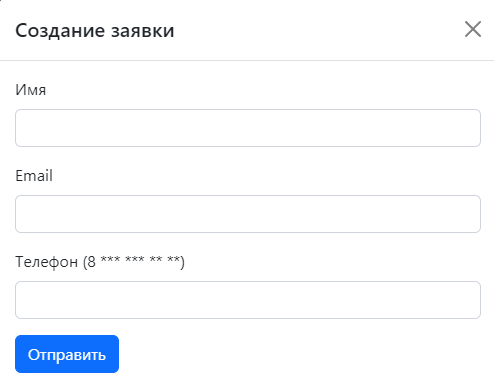 Создание заявки
Имя
Email
Телефон (8 *** *** ** **)
Отправить